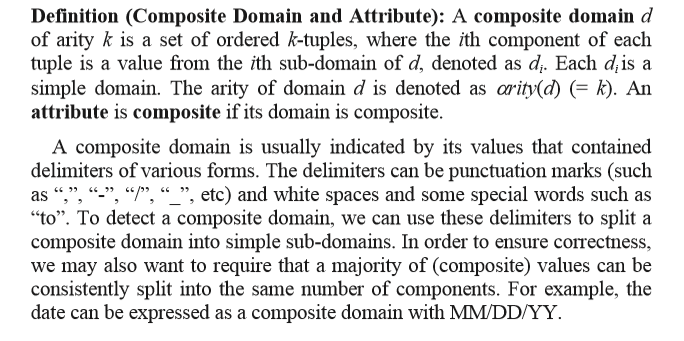 Definition (Composite Domain and Attribute): A composite domain d
of arity k is a set of ordered k-tuples, where the ith component of each
tuple is a value from the ith sub-domain of d, denoted as di. Each di is a
simple domain. The arity of domain d is denoted as arity(d) (= k). An
attribute is composite if its domain is composite.
A composite domain is usually indicated by its values that contained
delimiters of various forms. The delimiters can be punctuation marks (such
as “,”, “-”, “/”, “_”, etc) and white spaces and some special words such as
“to”. To detect a composite domain, we can use these delimiters to split a
composite domain into simple sub-domains. In order to ensure correctness,
we may also want to require that a majority of (composite) values can be
consistently split into the same number of components. For example, the
date can be expressed as a composite domain with MM/DD/YY.